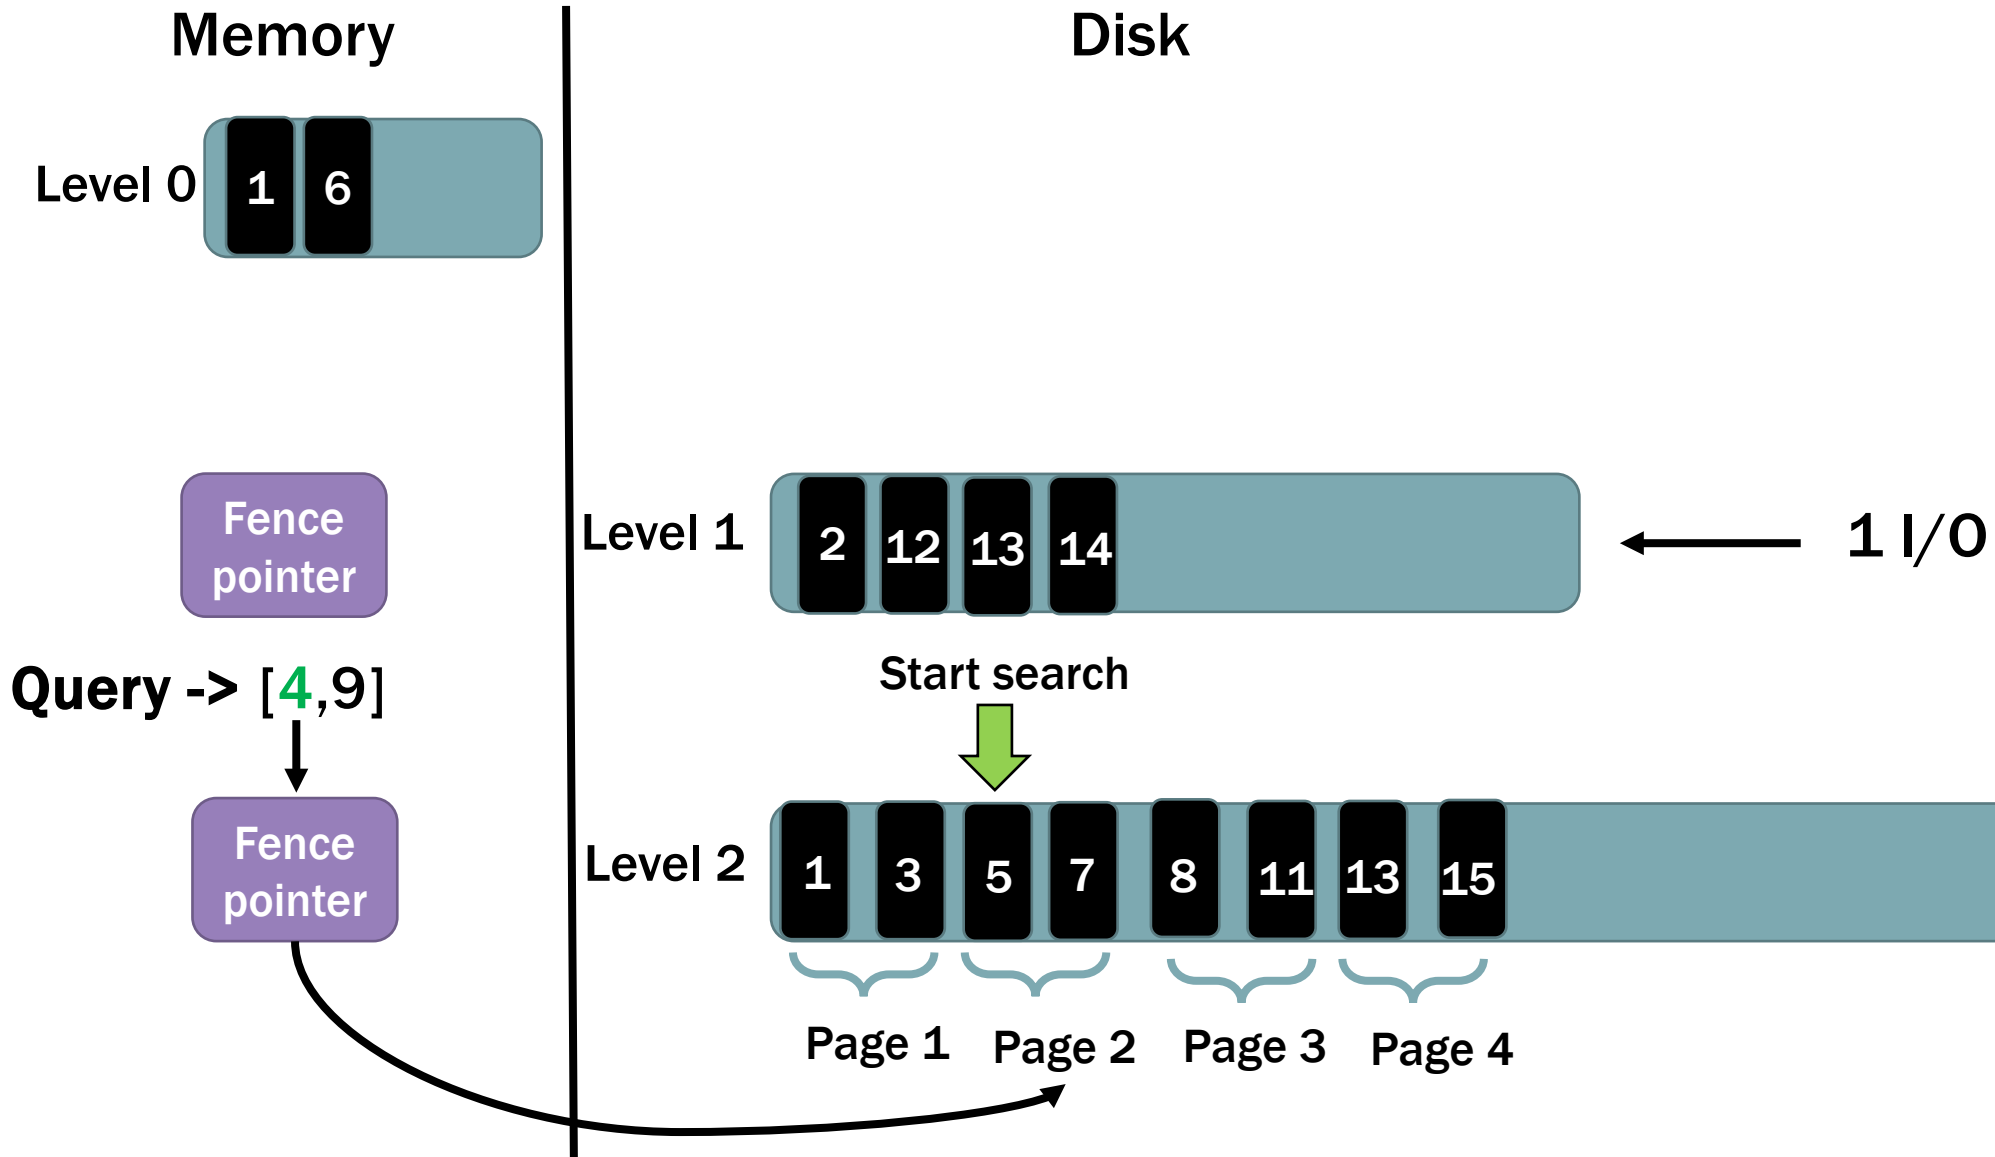 Memory
Disk
Level 0
1 6
Fence
pointer
Level 1
2 12 13 14
1 I/O
Query -> [4,9]
Start search
Fence
pointer
Level 2
1 3 5 7 8 11 13 15
Page 1
Page 2
Page 3
Page 4